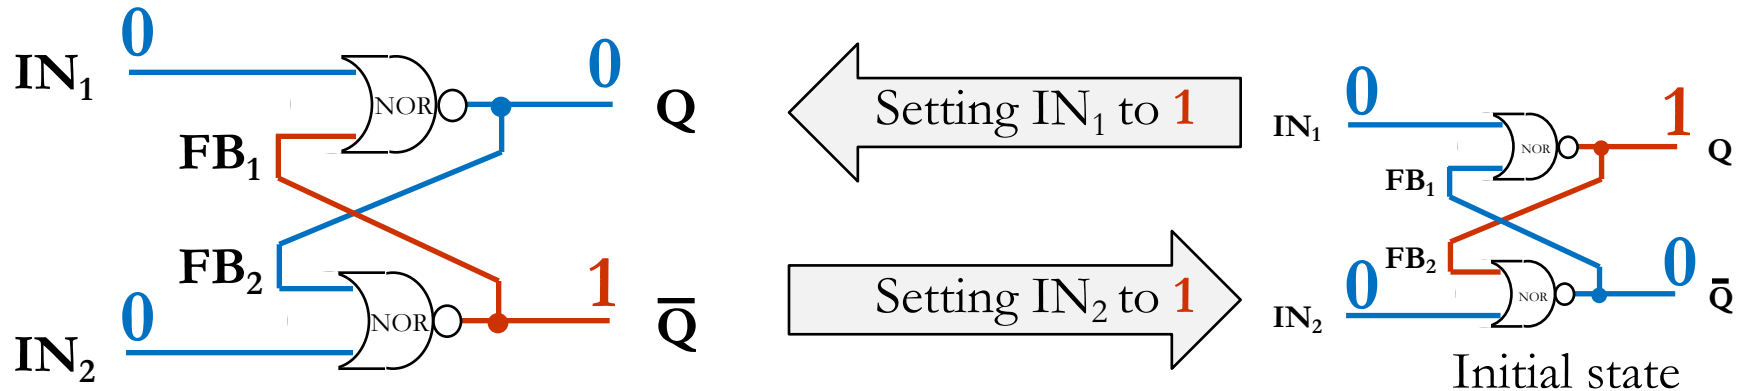 0
IN₁
NOR
0
Q
FB₁
FB₂
0
NOR
1
Q̅
IN₂
Setting IN₁ to 1
Setting IN₂ to 1
0
IN₁
NOR
1
Q
FB₁
FB₂
0
NOR
0
Q̅
IN₂
Initial state